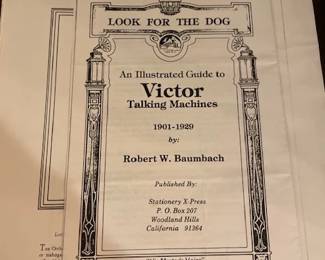 LOOK FOR THE DOG
An Illustrated Guide to
Victor
Talking Machines
1901-1929
by:
Robert W. Baumbach
Published By:
Stationery X-Press
P. O. Box 207
Woodland Hills
California 91364